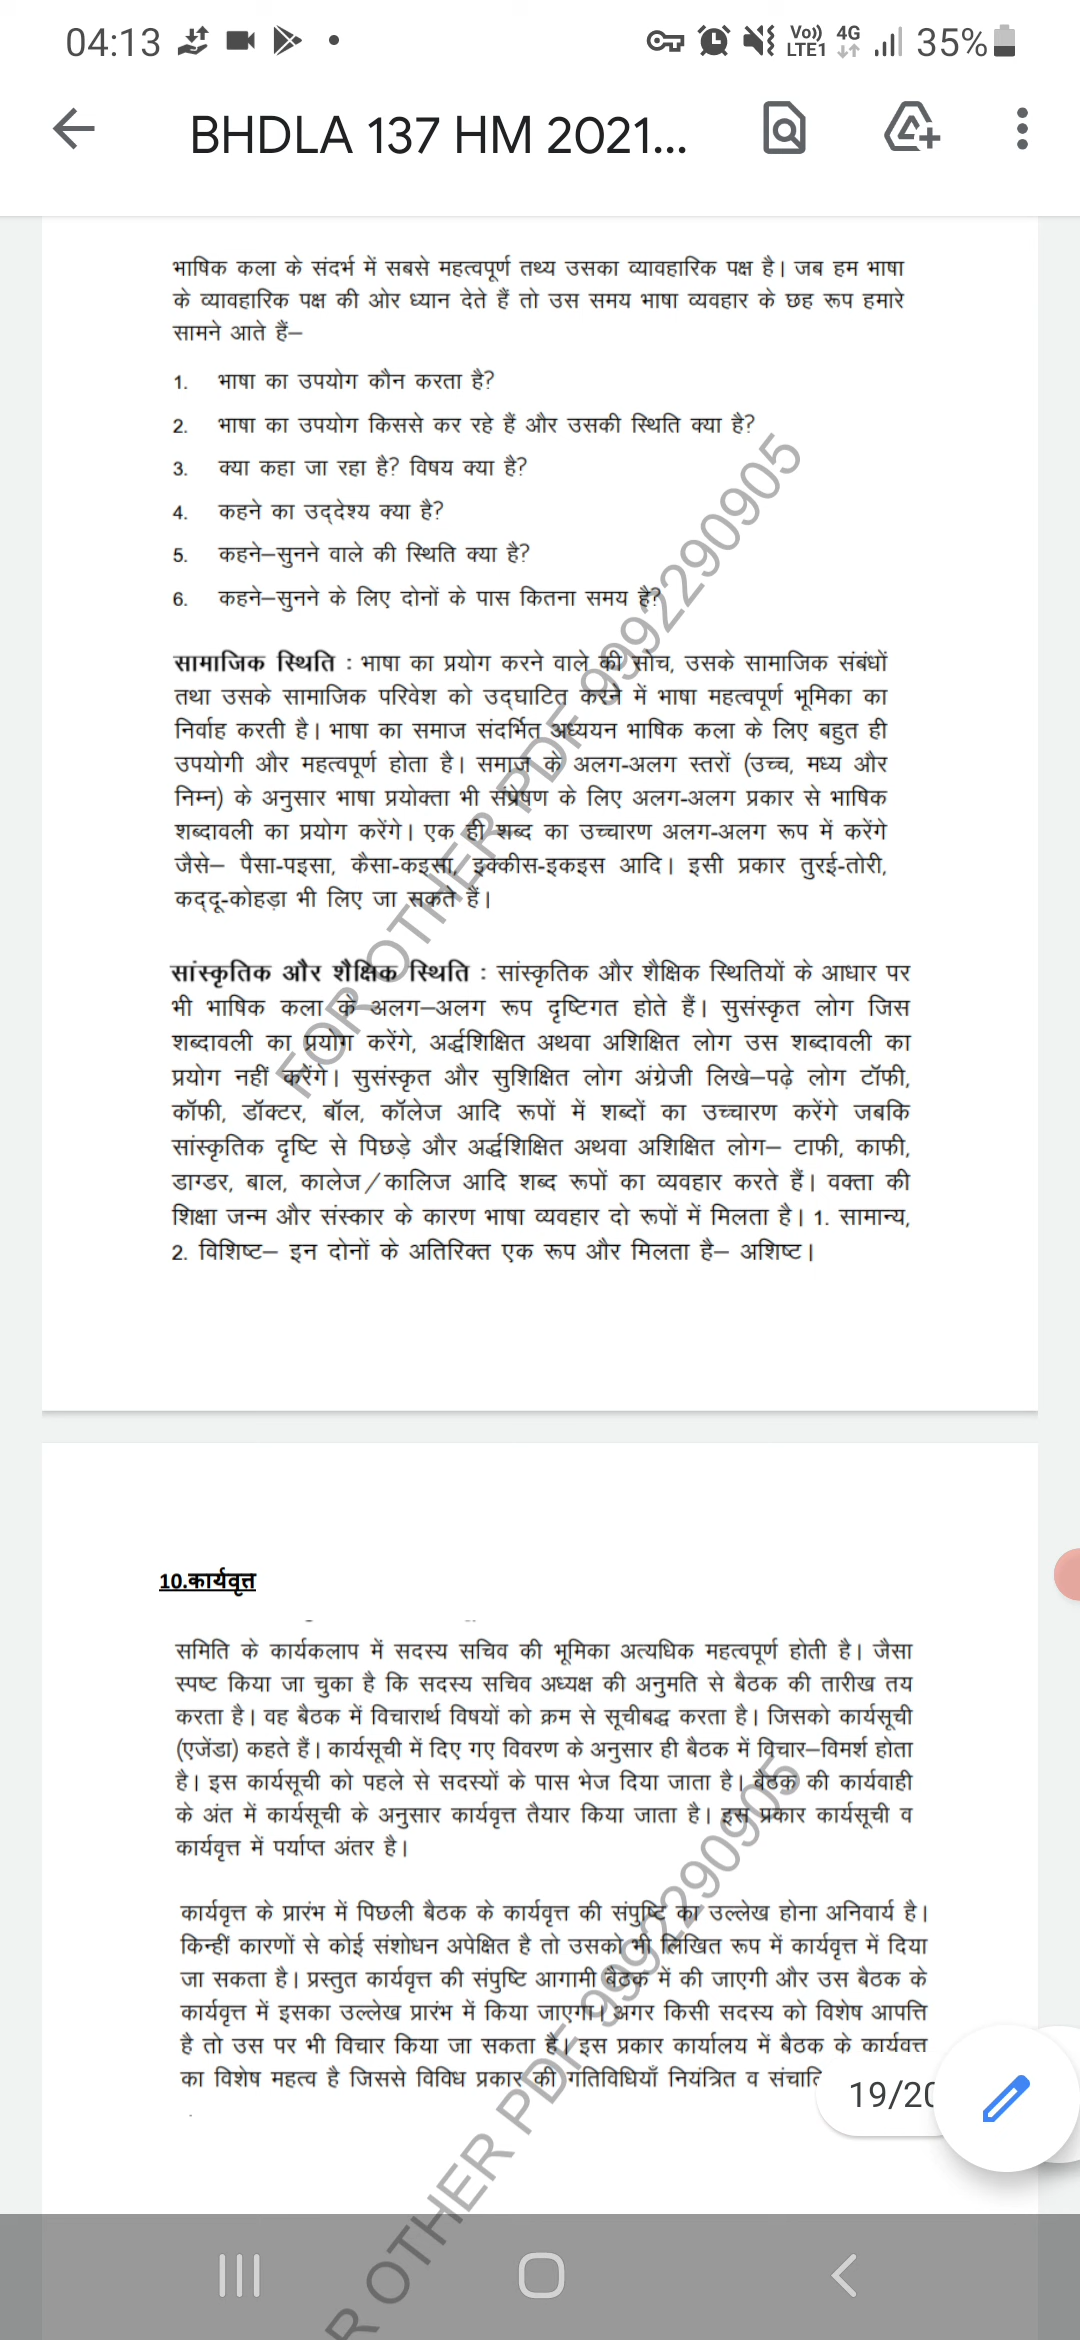 04:13
Vo)) LTE1 4G 35%
BHDLA 137 HM 2021...
भाषिक कला के संदर्भ में सबसे महत्वपूर्ण तथ्य उसका व्यावहारिक पक्ष है। जब हम भाषा
के व्यावहारिक पक्ष की ओर ध्यान देते हैं तो उस समय भाषा व्यवहार के छह रूप हमारे
सामने आते हैं–
1. भाषा का उपयोग कौन करता है?
2. भाषा का उपयोग किससे कर रहे हैं और उसकी स्थिति क्या है?
3. क्या कहा जा रहा है? विषय क्या है?
4. कहने का उद्देश्य क्या है?
5. कहने–सुनने वाले की स्थिति क्या है?
6. कहने–सुनने के लिए दोनों के पास कितना समय है?
सामाजिक स्थिति : भाषा का प्रयोग करने वाले की सोच, उसके सामाजिक संबंधों
तथा उसके सामाजिक परिवेश को उद्घाटित करने में भाषा महत्वपूर्ण भूमिका का
निर्वाह करती है। भाषा का समाज संदर्भित अध्ययन भाषिक कला के लिए बहुत ही
उपयोगी और महत्वपूर्ण होता है। समाज के अलग-अलग स्तरों (उच्च, मध्य और
निम्न) के अनुसार भाषा प्रयोक्ता भी संप्रेषण के लिए अलग-अलग प्रकार से भाषिक
शब्दावली का प्रयोग करेंगे। एक ही शब्द का उच्चारण अलग-अलग रूप में करेंगे
जैसे– पैसा-पइसा, कैसा-कइसा, इक्कीस-इकइस आदि। इसी प्रकार तुरई-तोरी,
कद्दू-कोहड़ा भी लिए जा सकते हैं।
सांस्कृतिक और शैक्षिक स्थिति : सांस्कृतिक और शैक्षिक स्थितियों के आधार पर
भी भाषिक कला के अलग–अलग रूप दृष्टिगत होते हैं। सुसंस्कृत लोग जिस
शब्दावली का प्रयोग करेंगे, अर्द्धशिक्षित अथवा अशिक्षित लोग उस शब्दावली का
प्रयोग नहीं करेंगे। सुसंस्कृत और सुशिक्षित लोग अंग्रेजी लिखे–पढ़े लोग टॉफी,
कॉफी, डॉक्टर, बॉल, कॉलेज आदि रूपों में शब्दों का उच्चारण करेंगे जबकि
सांस्कृतिक दृष्टि से पिछड़े और अर्द्धशिक्षित अथवा अशिक्षित लोग– टाफी, काफी,
डाग्डर, बाल, कालेज/कालिज आदि शब्द रूपों का व्यवहार करते हैं। वक्ता की
शिक्षा जन्म और संस्कार के कारण भाषा व्यवहार दो रूपों में मिलता है। 1. सामान्य,
2. विशिष्ट– इन दोनों के अतिरिक्त एक रूप और मिलता है– अशिष्ट।
FOR OTHER PDF 9992290905
10.कार्यवृत्त
समिति के कार्यकलाप में सदस्य सचिव की भूमिका अत्यधिक महत्वपूर्ण होती है। जैसा
स्पष्ट किया जा चुका है कि सदस्य सचिव अध्यक्ष की अनुमति से बैठक की तारीख तय
करता है। वह बैठक में विचारार्थ विषयों को क्रम से सूचीबद्ध करता है। जिसको कार्यसूची
(एजेंडा) कहते हैं। कार्यसूची में दिए गए विवरण के अनुसार ही बैठक में विचार–विमर्श होता
है। इस कार्यसूची को पहले से सदस्यों के पास भेज दिया जाता है। बैठक की कार्यवाही
के अंत में कार्यसूची के अनुसार कार्यवृत्त तैयार किया जाता है। इस प्रकार कार्यसूची व
कार्यवृत्त में पर्याप्त अंतर है।
कार्यवृत्त के प्रारंभ में पिछली बैठक के कार्यवृत्त की संपुष्टि का उल्लेख होना अनिवार्य है।
किन्हीं कारणों से कोई संशोधन अपेक्षित है तो उसको भी लिखित रूप में कार्यवृत्त में दिया
जा सकता है। प्रस्तुत कार्यवृत्त की संपुष्टि आगामी बैठक में की जाएगी और उस बैठक के
कार्यवृत्त में इसका उल्लेख प्रारंभ में किया जाएगा। अगर किसी सदस्य को विशेष आपत्ति
है तो उस पर भी विचार किया जा सकता है। इस प्रकार कार्यालय में बैठक के कार्यवत्त
का विशेष महत्व है जिससे विविध प्रकार की गतिविधियाँ नियंत्रित व
19/20
R OTHER PDF 9992290905